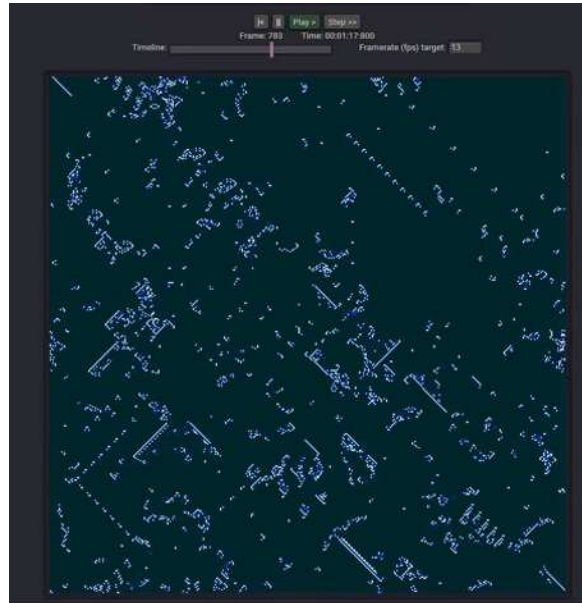 |< || Play > Step >>
Frame: 783 Time: 00:01:17:800
Timeline: Framerate (fps) target: 13